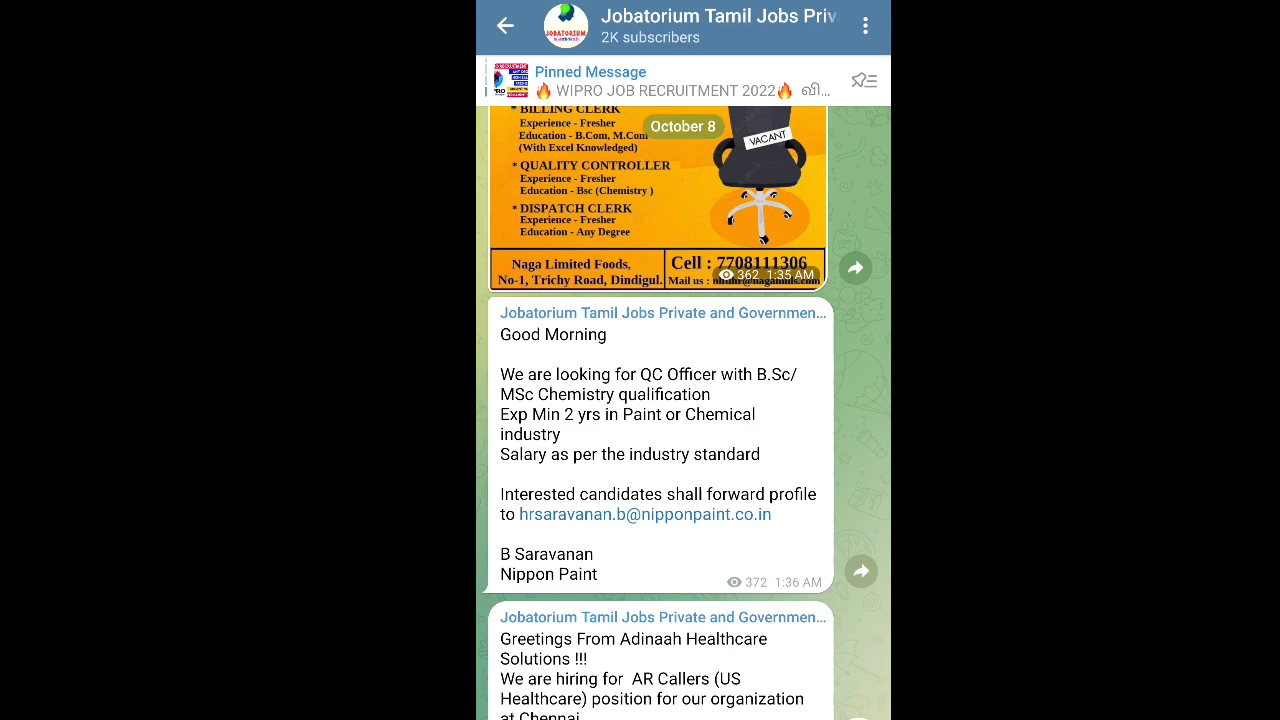 Jobatorium Tamil Jobs Priv
2K subscribers
JOBATORIUM
Pinned Message
🔥 WIPRO JOB RECRUITMENT 2022🔥 வி...
* BILLING CLERK
Experience - Fresher
Education - B.Com, M.Com
(With Excel Knowledged)
October 8
VACANT
* QUALITY CONTROLLER
Experience - Fresher
Education - Bsc (Chemistry )
* DISPATCH CLERK
Experience - Fresher
Education - Any Degree
Naga Limited Foods,
No-1, Trichy Road, Dindigul.
Cell : 7708111306
Mail us :
362 1:35 AM
Jobatorium Tamil Jobs Private and Governmen...
Good Morning
We are looking for QC Officer with B.Sc/
MSc Chemistry qualification
Exp Min 2 yrs in Paint or Chemical
industry
Salary as per the industry standard
Interested candidates shall forward profile
to hrsaravanan.b@nipponpaint.co.in
B Saravanan
Nippon Paint
372 1:36 AM
Jobatorium Tamil Jobs Private and Governmen...
Greetings From Adinaah Healthcare
Solutions !!!
We are hiring for AR Callers (US
Healthcare) position for our organization
at Chennai